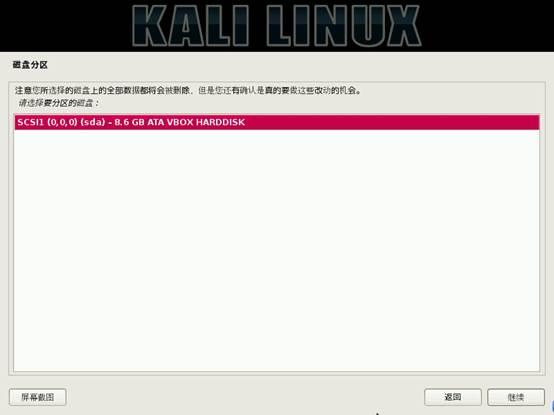 KALI LINUX
磁盘分区
注意您所选择的磁盘上的全部数据都将会被删除，但是您还有确认是真的要做这些改动的机会。
请选择要分区的磁盘：
SCSI1 (0,0,0) (sda) - 8.6 GB ATA VBOX HARDDISK
屏幕截图
返回
继续